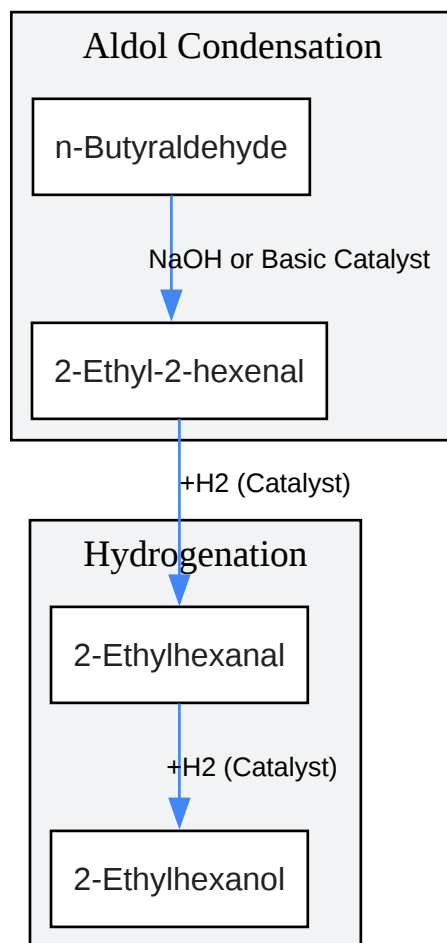 Aldol Condensation
n-Butyraldehyde
NaOH or Basic Catalyst
2-Ethyl-2-hexenal
+H2 (Catalyst)
Hydrogenation
2-Ethylhexanal
+H2 (Catalyst)
2-Ethylhexanol